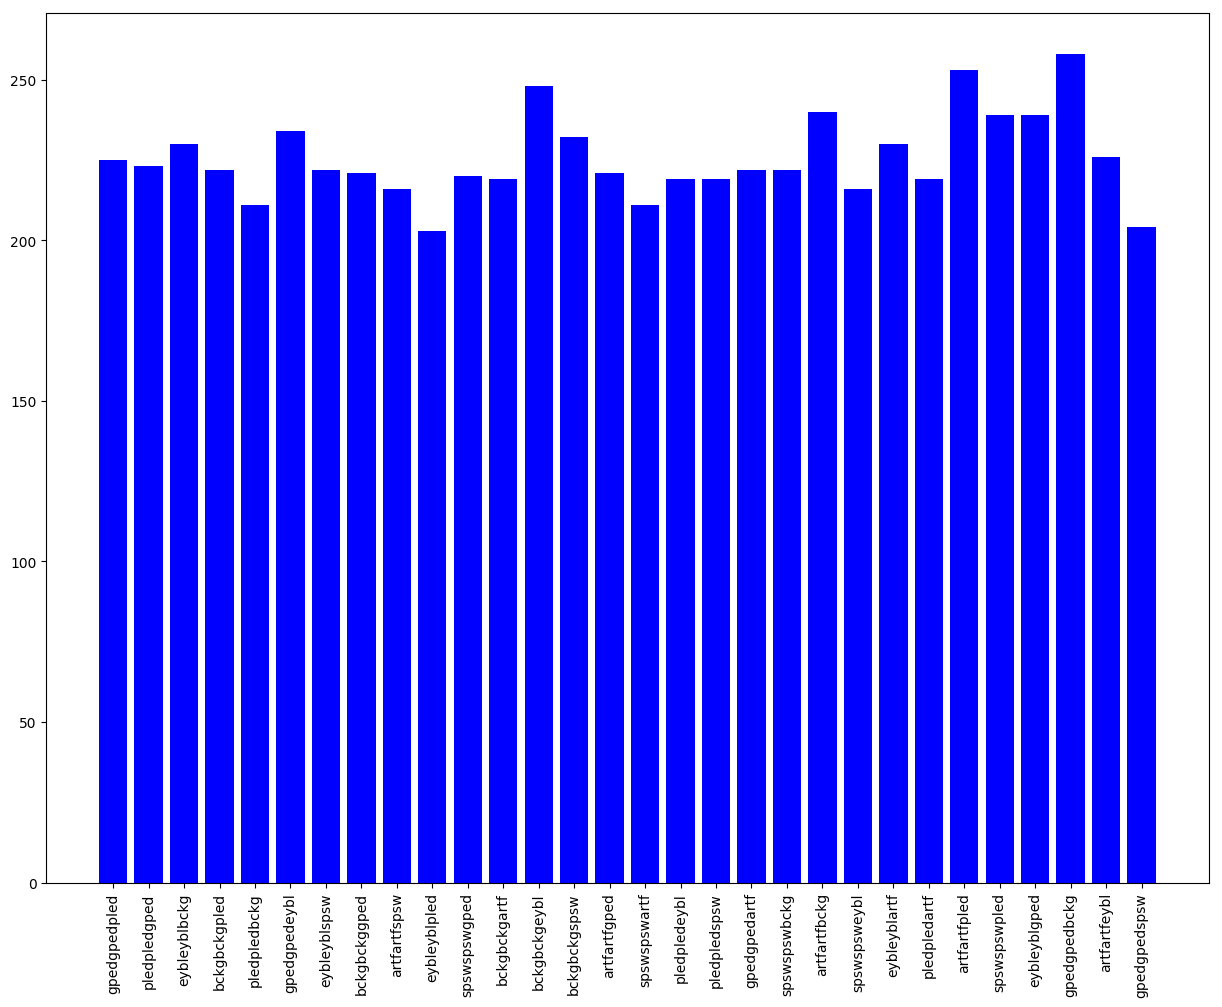 250
200
150
100
50
0
gpedgpedpled
pledpledgped
eybleyblbckg
bckgbckgpled
pledpledbckg
gpedgpedeybl
eybleyblspsw
bckgbckggped
artfartfspsw
eybleyblpled
spswspswgped
bckgbckgartf
bckgbckgeybl
bckgbckgspsw
artfartfgped
spswspswartf
pledpledeybl
pledpledspsw
gpedgpedartf
spswspswbckg
artfartfbckg
spswspsweybl
eybleyblartf
pledpledartf
artfartfpled
spswspswpled
eybleyblgped
gpedgpedbckg
artfartfeybl
gpedgpedspsw